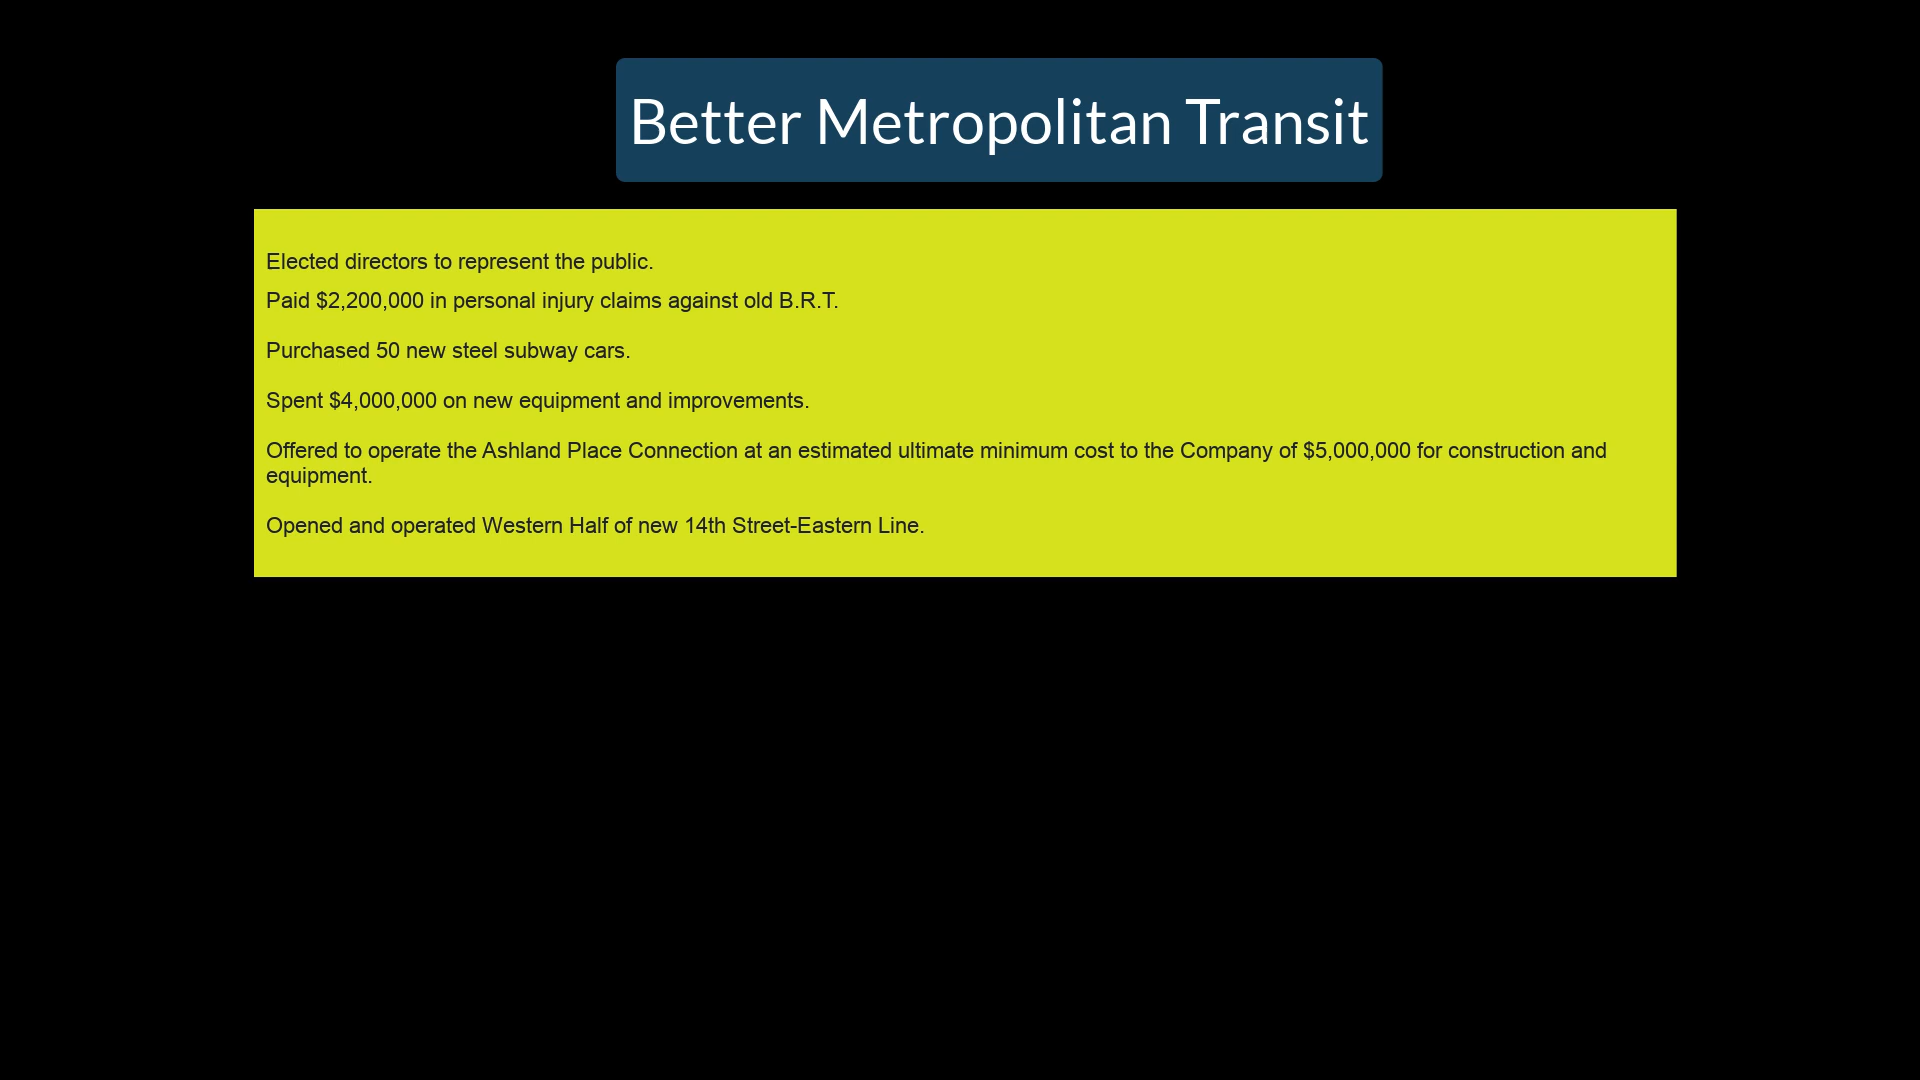 Better Metropolitan Transit
Elected directors to represent the public.
Paid $2,200,000 in personal injury claims against old B.R.T.
Purchased 50 new steel subway cars.
Spent $4,000,000 on new equipment and improvements.
Offered to operate the Ashland Place Connection at an estimated ultimate minimum cost to the Company of $5,000,000 for construction and
equipment.
Opened and operated Western Half of new 14th Street-Eastern Line.